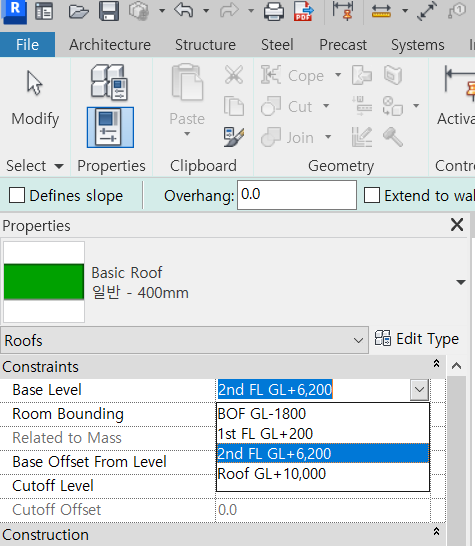 R
PDF
1
File Architecture Structure Steel Precast Systems I
Modify Paste Cope Cut Join Activa
Select Properties Clipboard Geometry Contro
Defines slope Overhang: 0.0 Extend to wal
Properties
Basic Roof
일반 - 400mm
Roofs Edit Type
Constraints
Base Level 2nd FL GL+6,200
Room Bounding BOF GL-1800
Related to Mass 1st FL GL+200
2nd FL GL+6,200
Base Offset From Level Roof GL+10,000
Cutoff Level
Cutoff Offset 0.0
Construction